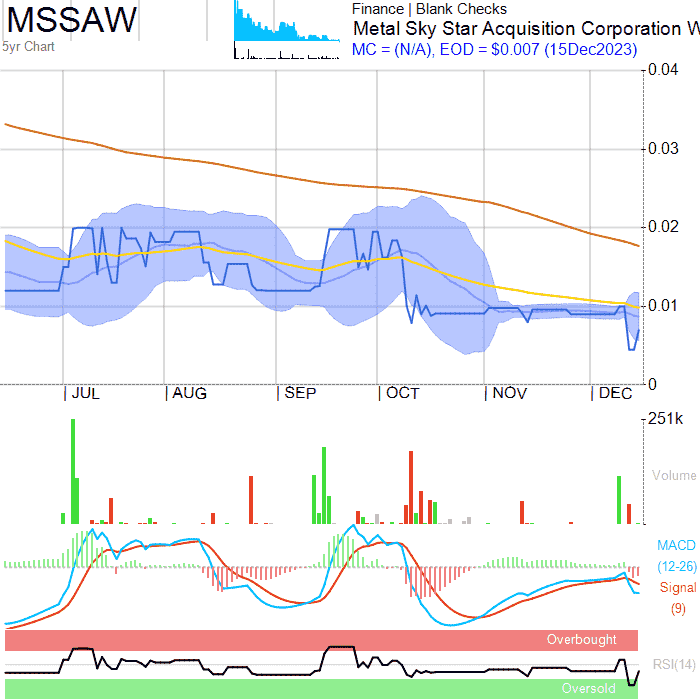 MSSAW
5yr Chart
Finance | Blank Checks
Metal Sky Star Acquisition Corporation W
MC = (N/A), EOD = $0.007 (15Dec2023)
0.04
0.03
0.02
0.01
0
JUL AUG SEP OCT NOV DEC
251k
Volume
MACD
(12-26)
Signal
(9)
Overbought
RSI(14)
Oversold